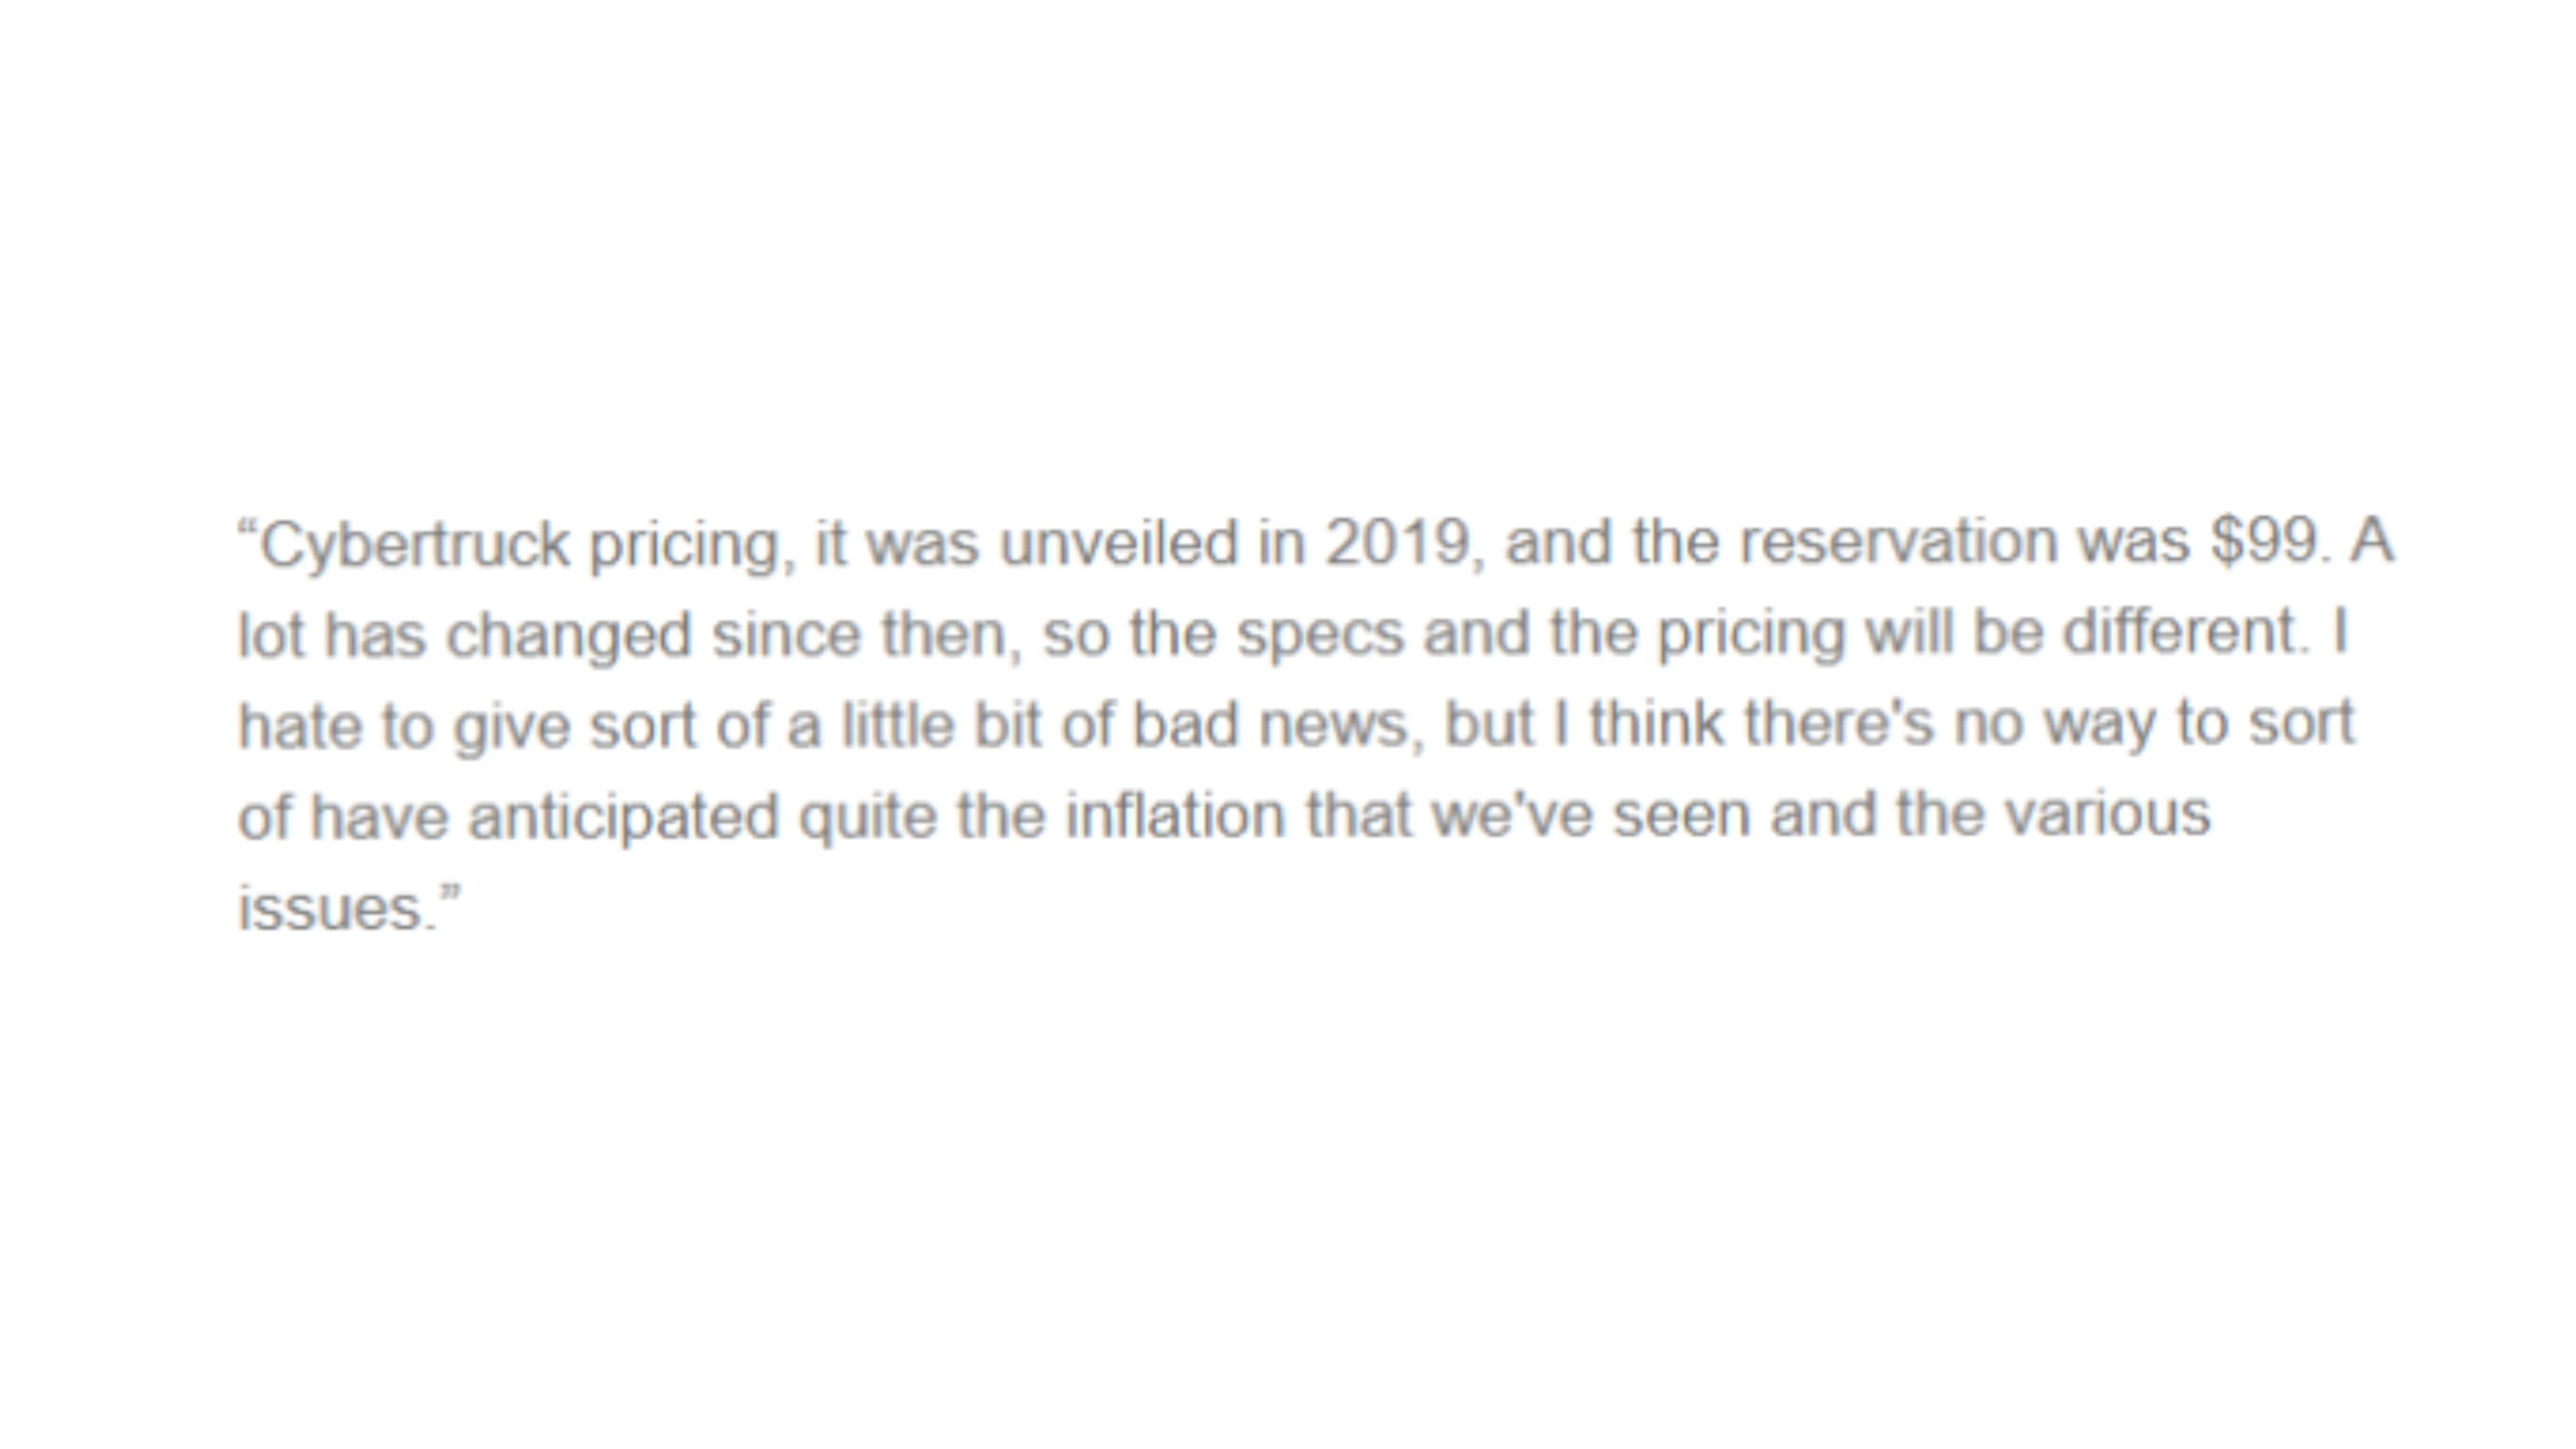 “Cybertruck pricing, it was unveiled in 2019, and the reservation was $99. A
lot has changed since then, so the specs and the pricing will be different. I
hate to give sort of a little bit of bad news, but I think there's no way to sort
of have anticipated quite the inflation that we've seen and the various
issues.”